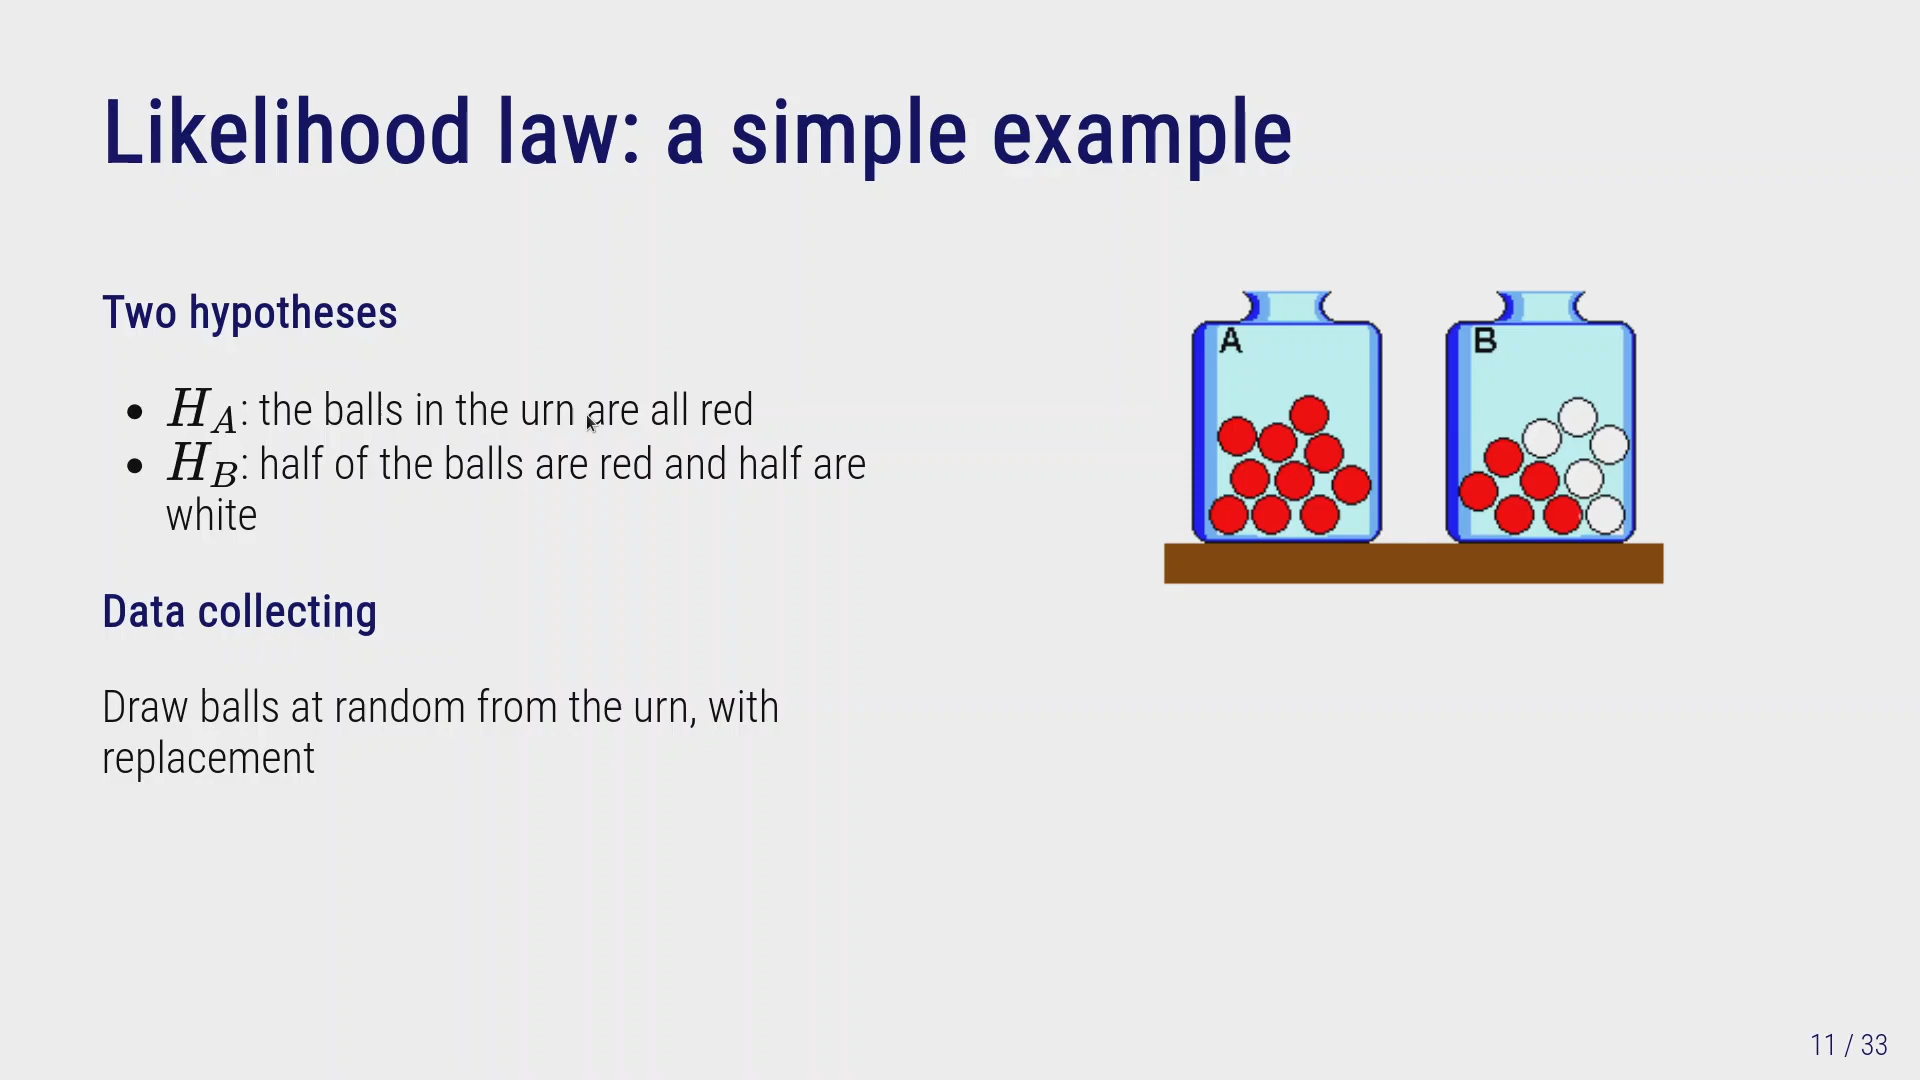 Likelihood law: a simple example
Two hypotheses
• H_A: the balls in the urn are all red
• H_B: half of the balls are red and half are
white
Data collecting
Draw balls at random from the urn, with
replacement
A
B
11 / 33